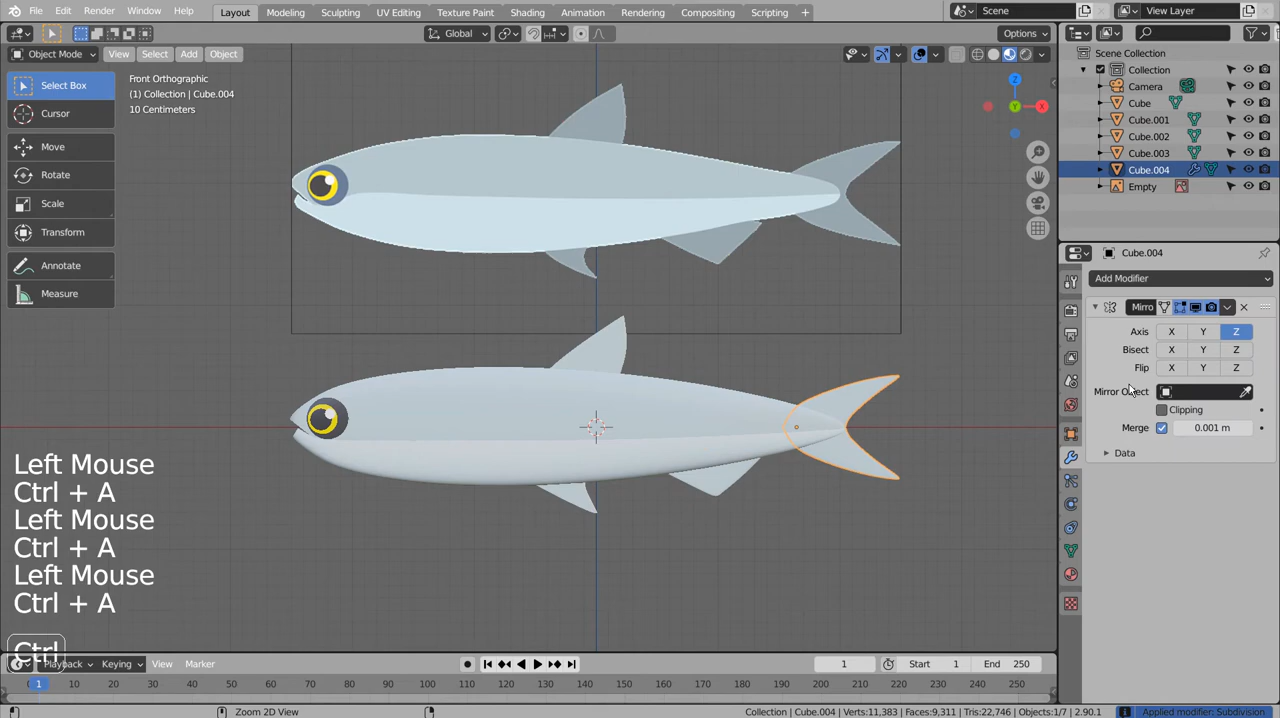 File Edit Render Window Help Layout Modeling Sculpting UV Editing Texture Paint Shading Animation Rendering Compositing Scripting + Scene View Layer
Global Options
Object Mode View Select Add Object
Select Box
Cursor
Move
Rotate
Scale
Transform
Annotate
Measure
Front Orthographic
(1) Collection | Cube.004
10 Centimeters
Z
X
Y
Scene Collection
Collection
Camera
Cube
Cube.001
Cube.002
Cube.003
Cube.004
Empty
Cube.004
Add Modifier
Mirro
Axis X Y Z
Bisect X Y Z
Flip X Y Z
Mirror Object
Clipping
Merge 0.001 m
Data
Left Mouse
Ctrl + A
Left Mouse
Ctrl + A
Left Mouse
Ctrl + A
Ctrl
Playback Keying View Marker 1 Start 1 End 250
1 10 20 30 40 50 60 70 80 90 100 110 120 130 140 150 160 170 180 190 200 210 220 230 240 250
Zoom 2D View Collection | Cube.004 | Verts:11,383 | Faces:9,311 | Tris:22,746 | Objects:1/7 | 2.90.1 Applied modifier: Subdivision